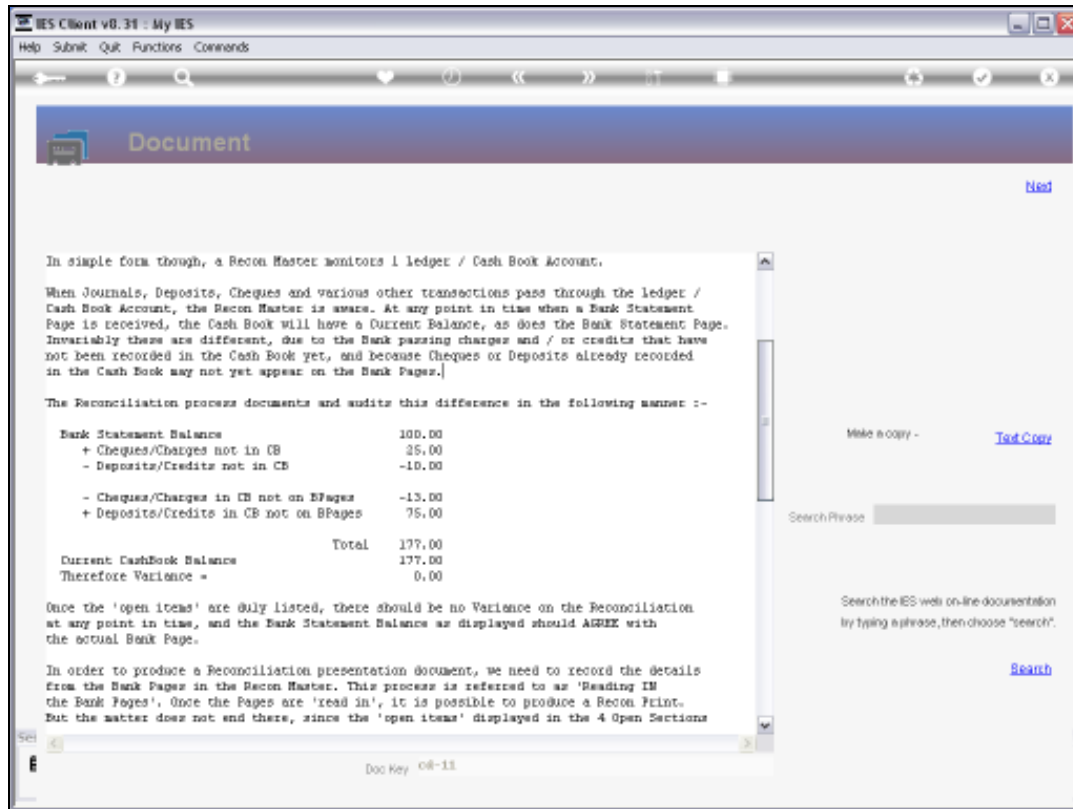 IES Client v8.31 : My IES
Help Submit Quit Functions Commands
Document
Next
In simple form though, a Recon Master monitors 1 Ledger / Cash Book Account.
When Journals, Deposits, Cheques and various other transactions pass through the ledger /
Cash Book Account, the Recon Master is aware. At any point in time when a Bank Statement
Page is received, the Cash Book will have a Current Balance, as does the Bank Statement Page.
Invariably these are different, due to the Bank passing charges and / or credits that have
not been recorded in the Cash Book yet, and because Cheques or Deposits already recorded
in the Cash Book may not yet appear on the Bank Pages.
The Reconciliation process documents and audits this difference in the following manner :-
Bank Statement Balance 100.00
+ Cheques/Charges not in CB 25.00
- Deposits/Credits not in CB -10.00
- Cheques/Charges in CB not on BPages -13.00
+ Deposits/Credits in CB not on BPages 75.00
Total 177.00
Current CashBook Balance 177.00
Therefore Variance = 0.00
Once the 'open items' are duly listed, there should be no Variance on the Reconciliation
at any point in time, and the Bank Statement Balance as displayed should AGREE with
the actual Bank Page.
In order to produce a Reconciliation presentation document, we need to record the details
from the Bank Pages in the Recon Master. This process is referred to as 'Reading IN
the Bank Pages'. Once the Pages are 'read in', it is possible to produce a Recon Print.
But the matter does not end there, since the 'open items' displayed in the 4 Open Sections
Make a copy - Text Copy
Search Phrase
Search the IES web on-line documentation
by typing a phrase, then choose "search".
Search
Doc Key cd-11